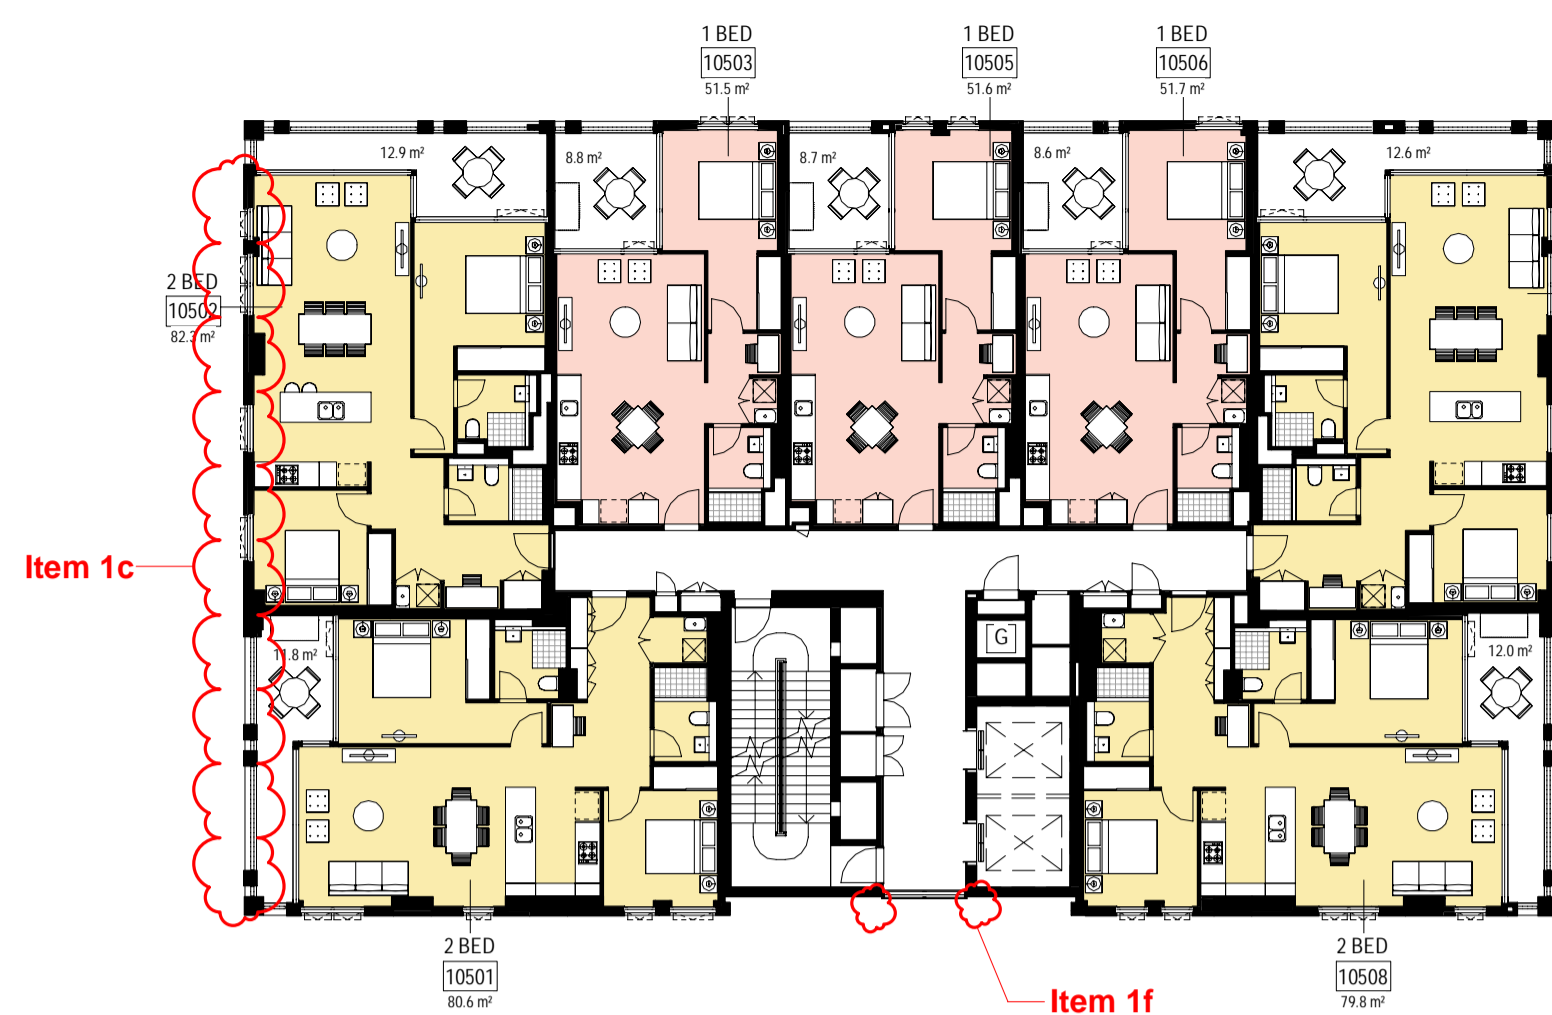 1 BED
10503
51.5 m²
1 BED
10505
51.6 m²
1 BED
10506
51.7 m²
12.9 m²
8.8 m²
8.7 m²
8.6 m²
12.6 m²
2 BED
10502
82.3 m²
Item 1c
G
11.8 m²
12.0 m²
2 BED
10501
80.6 m²
2 BED
10508
79.8 m²
Item 1f